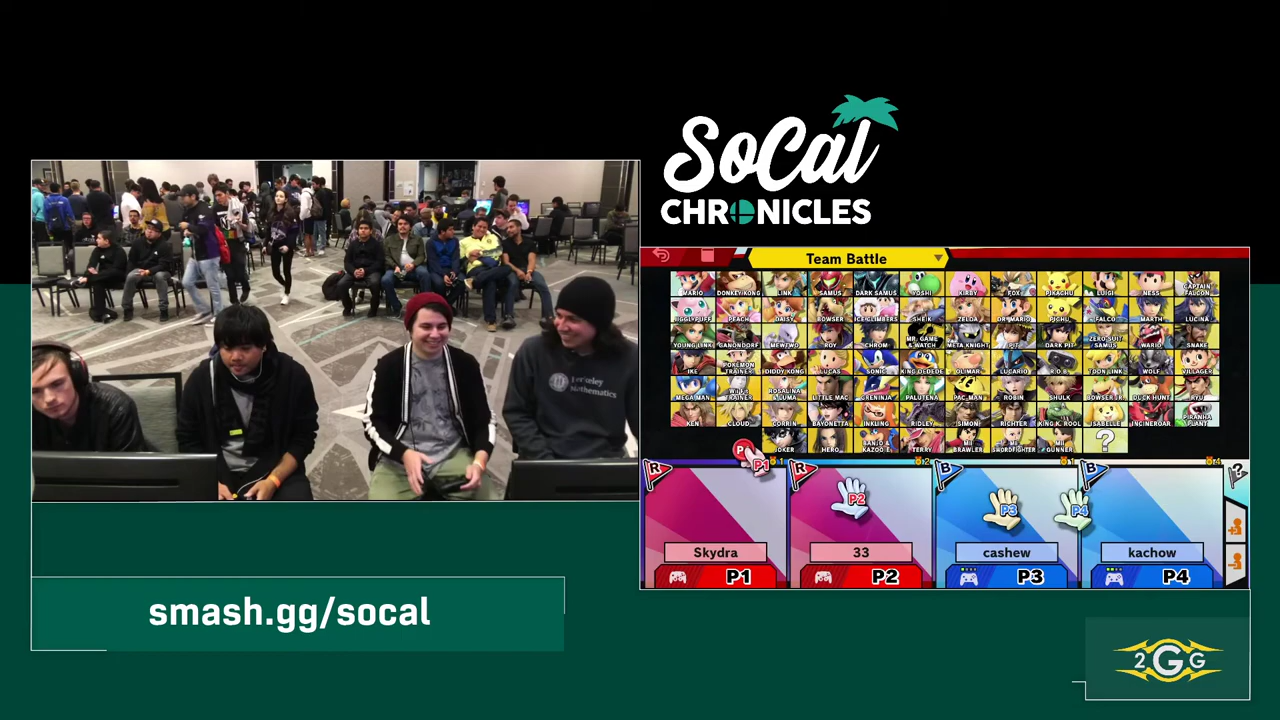 SoCal
CHRONICLES
Team Battle
MARIO DONKEY KONG LINK SAMUS DARK SAMUS YOSHI KIRBY FOX PIKACHU LUIGI NESS CAPTAIN FALCON
JIGGLYPUFF PEACH DAISY BOWSER ICE CLIMBERS SHEIK ZELDA DR. MARIO PICHU FALCO MARTH LUCINA
YOUNG LINK GANONDORF MEWTWO ROY CHROM MR. GAME & WATCH META KNIGHT PIT DARK PIT ZERO SUIT SAMUS WARIO SNAKE
IKE POKÉMON TRAINER DIDDY KONG LUCAS SONIC KING DEDEDE OLIMAR LUCARIO R.O.B. TOON LINK WOLF VILLAGER
MEGA MAN WII FIT TRAINER ROSALINA & LUMA LITTLE MAC GRENINJA PALUTENA PAC-MAN ROBIN SHULK BOWSER JR. DUCK HUNT RYU
KEN CLOUD CORRIN BAYONETTA INKLING RIDLEY SIMON RICHTER KING K. ROOL ISABELLE INCINEROAR PIRANHA PLANT
JOKER HERO BANJO & KAZOOIE TERRY MII BRAWLER MII SWORDFIGHTER MII GUNNER ?
P1
R R B B ?
P2 P3 P4
Skydra 33 cashew kachow
P1 P2 P3 P4
Berkeley
Mathematics
smash.gg/socal
2GG